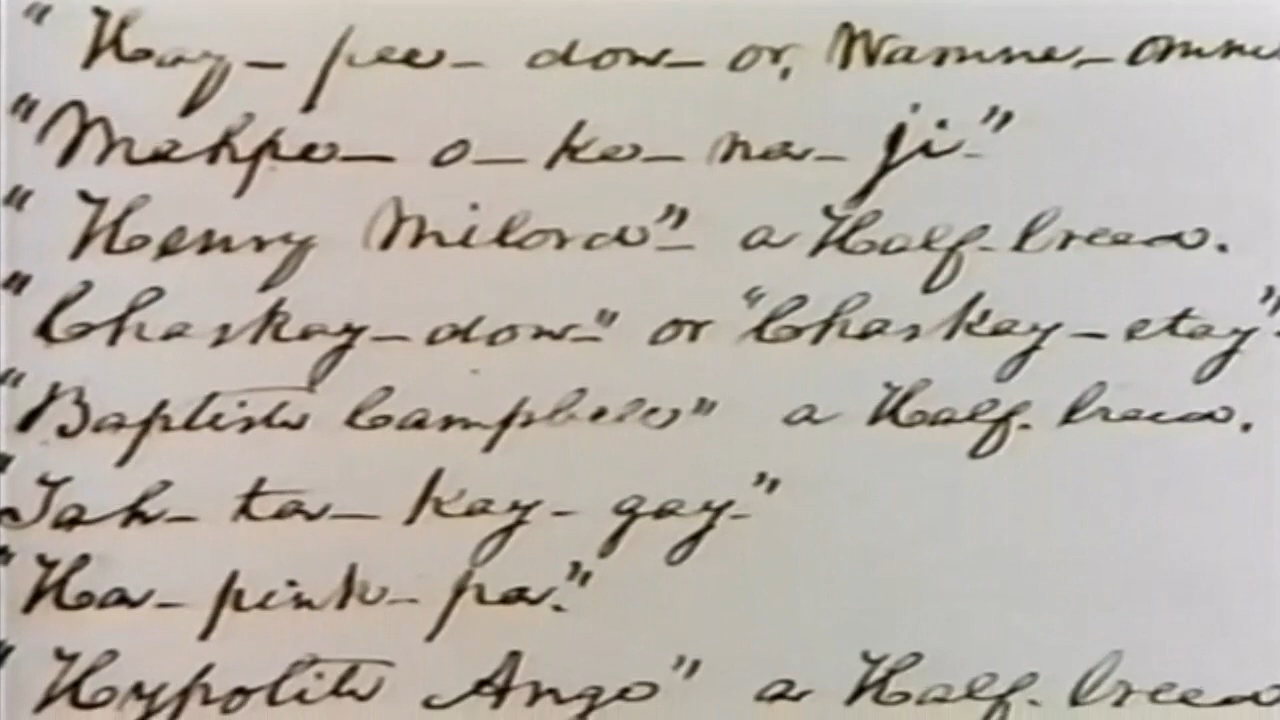 "Hay-pee-dow-or, Wamne-omne
"Mahpe-o-ke-na-ji"
"Henry Milord" a Half-breed.
"Chaskay-dow" or "Chaskay-etay"
"Baptiste Campbell" a Half-breed.
"Tah-ta-kay-gay."
"Ha-pink-pa."
"Hypolite Ange" a Half-breed